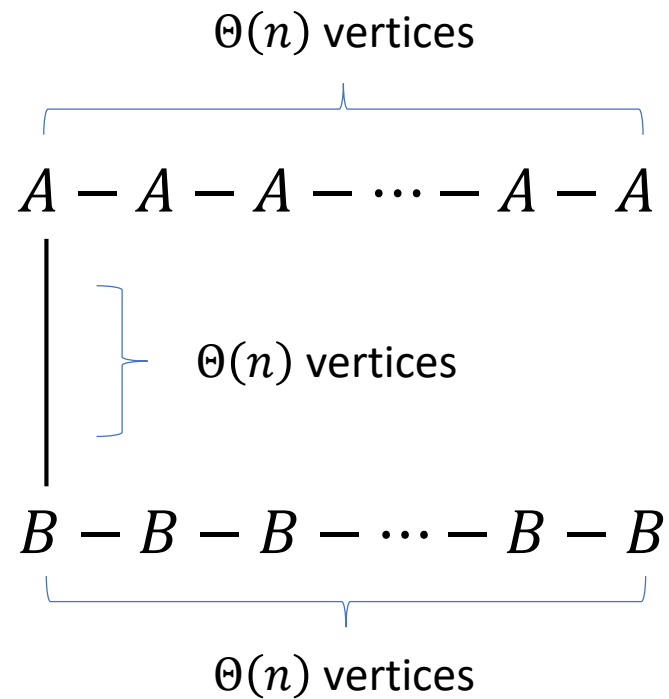 Θ(n) vertices
A — A — A — ⋯ — A — A
Θ(n) vertices
B — B — B — ⋯ — B — B
Θ(n) vertices